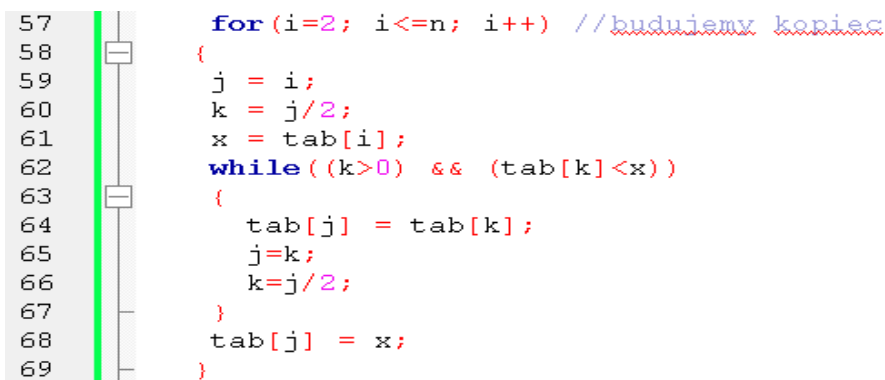 57 for(i=2; i<=n; i++) //budujemy kopiec
58 {
59 j = i;
60 k = j/2;
61 x = tab[i];
62 while((k>0) && (tab[k]<x))
63 {
64 tab[j] = tab[k];
65 j=k;
66 k=j/2;
67 }
68 tab[j] = x;
69 }